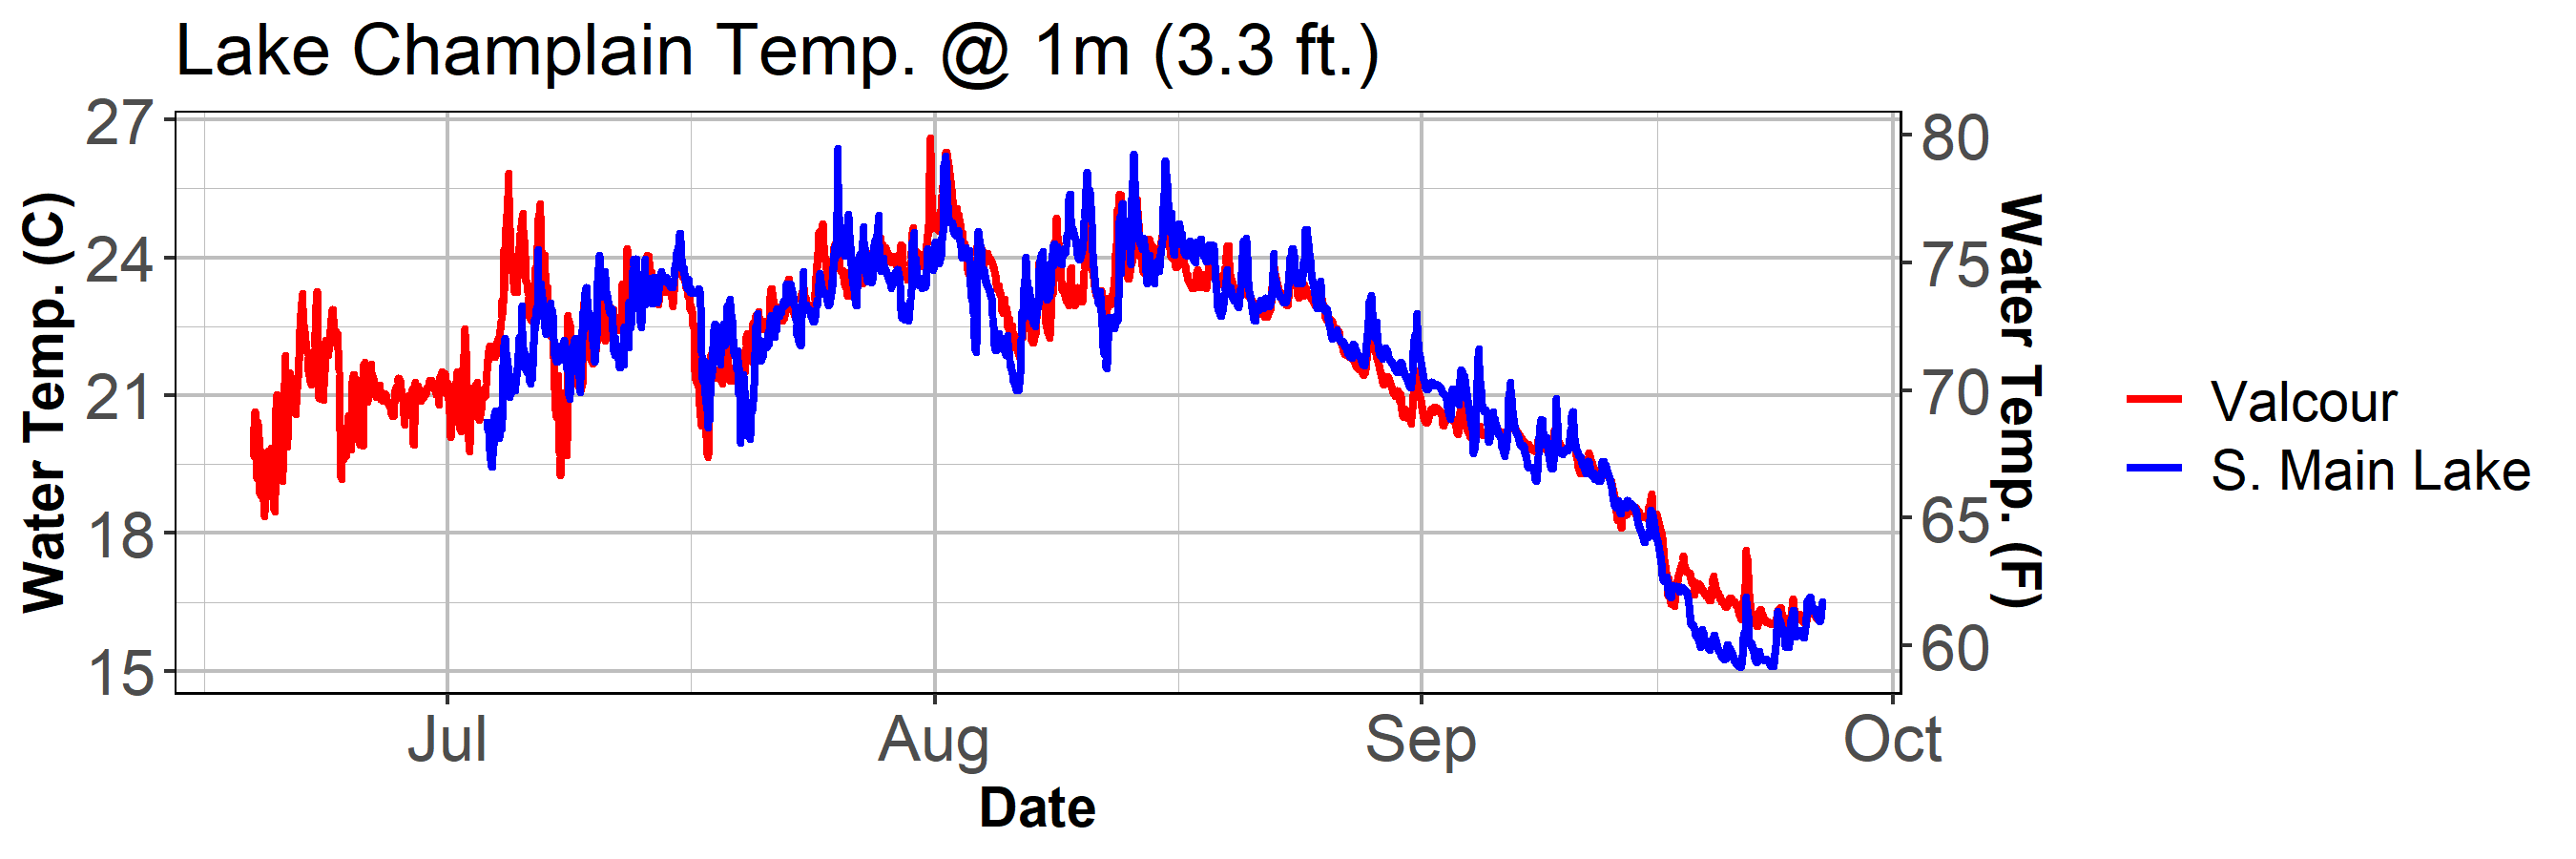 Lake Champlain Temp. @ 1m (3.3 ft.)
Water Temp. (C)
27
24
21
18
15
80
75
70
65
60
Water Temp. (F)
Jul
Aug
Sep
Oct
Date
Valcour
S. Main Lake